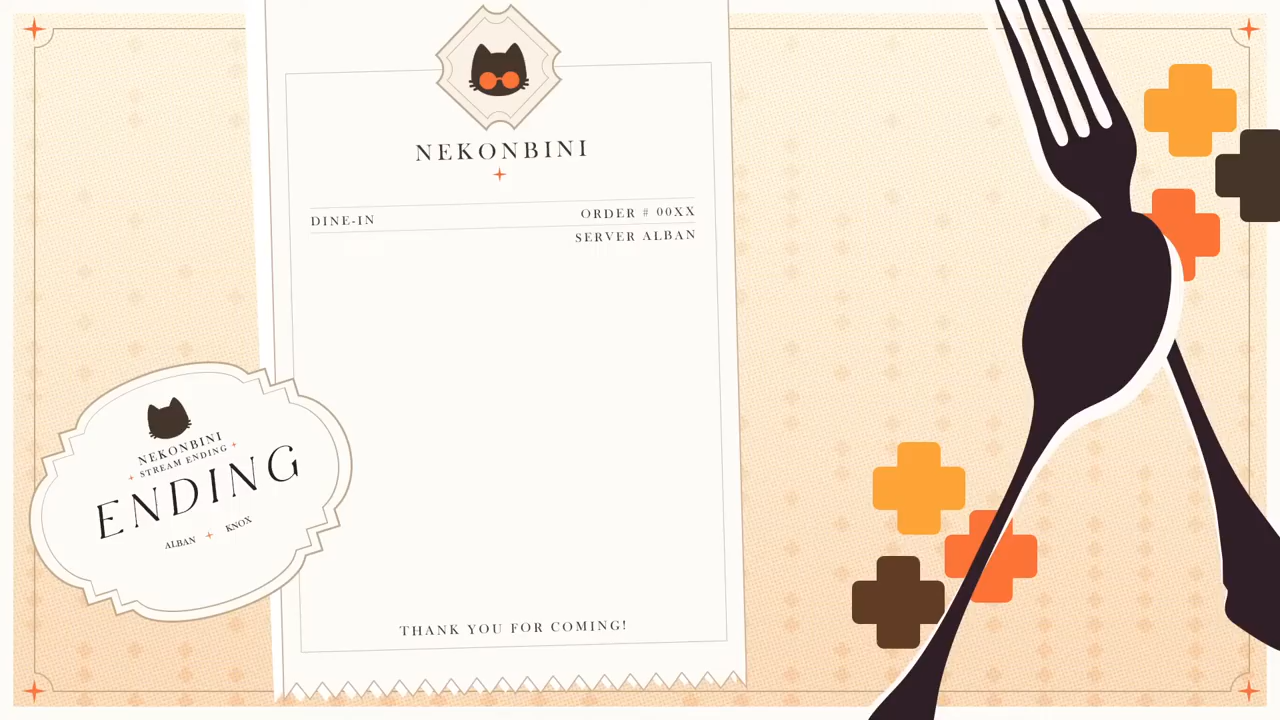 NEKONBINI
DINE-IN
ORDER # 00XX
SERVER ALBAN
NEKONBINI
STREAM ENDING
ENDING
ALBAN
KNOX
THANK YOU FOR COMING!